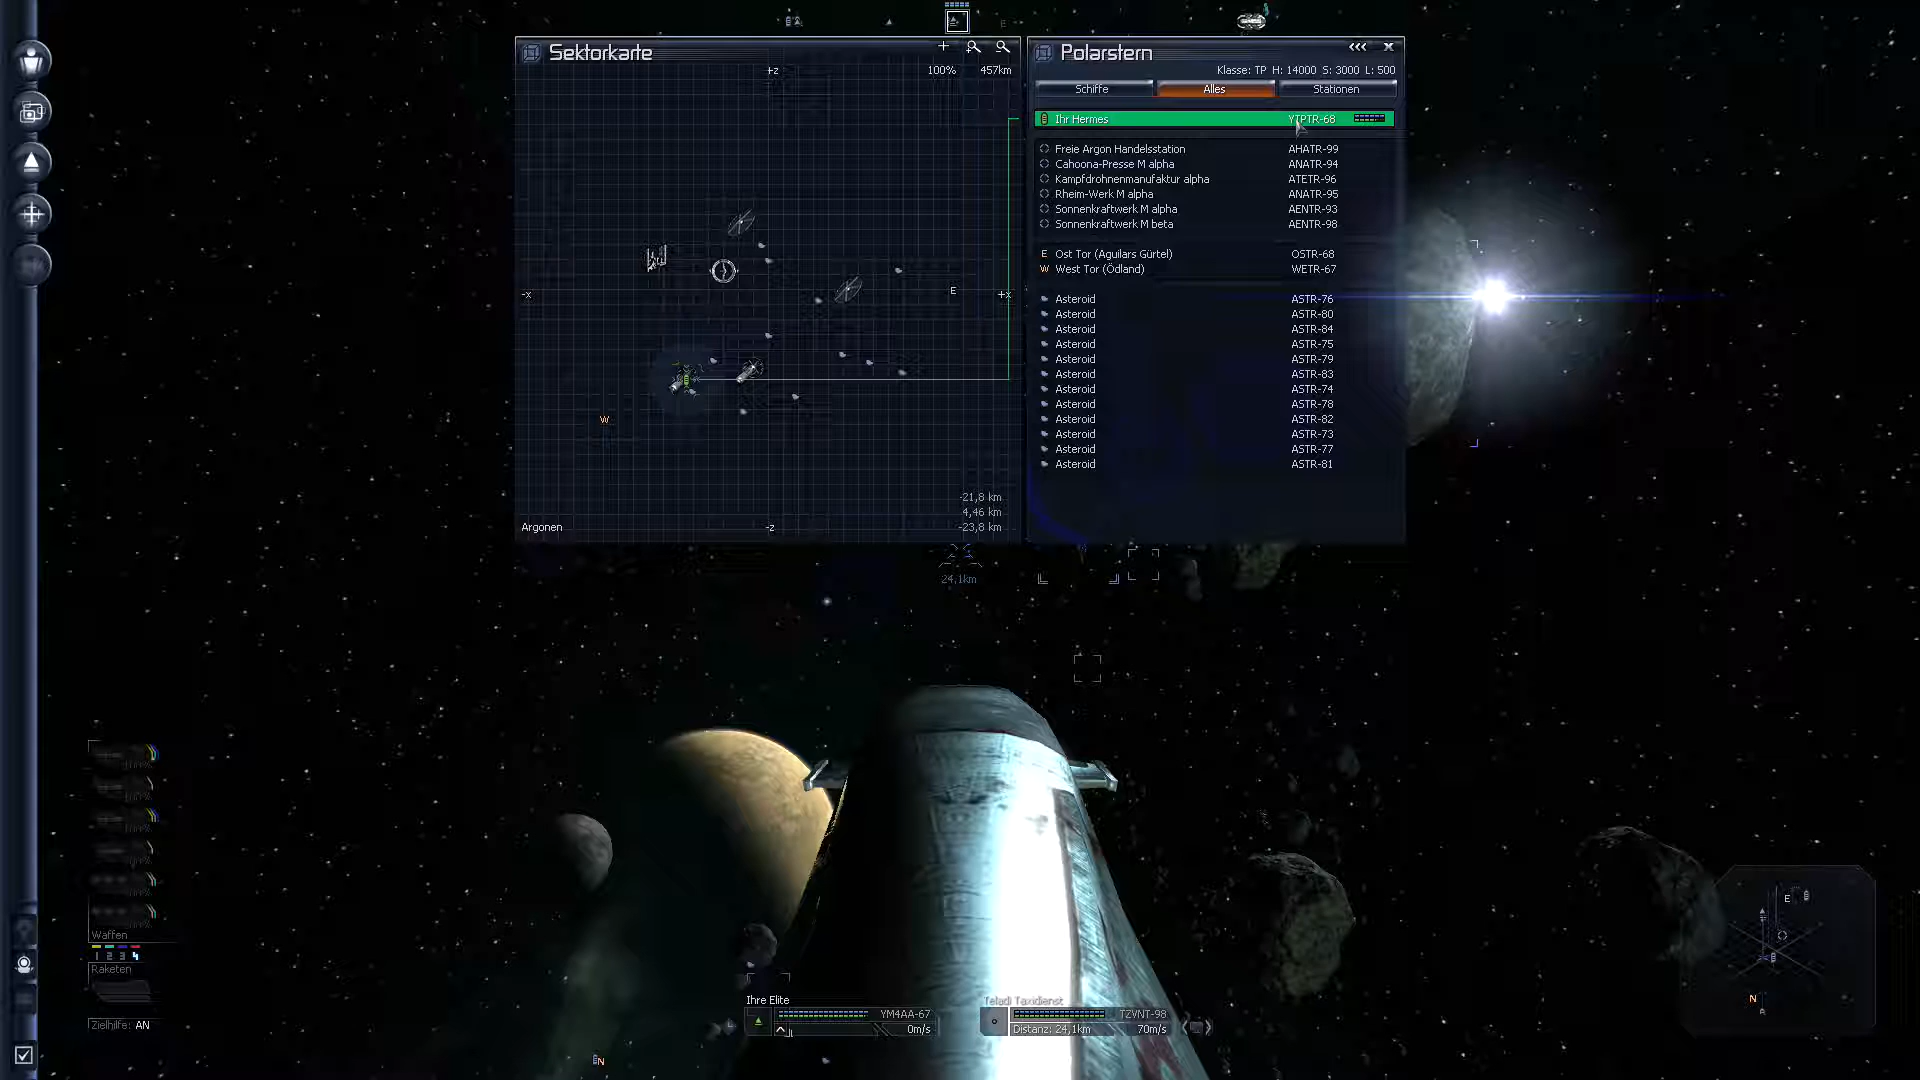 Sektorkarte
100% 457km
+z
-x
E
+x
W
-21,8 km
4,46 km
-23,8 km
Argonen
-z
Polarstern
Klasse: TP H: 14000 S: 3000 L: 500
Schiffe Alles Stationen
Ihr Hermes YTPTR-68
Freie Argon Handelsstation AHATR-99
Cahoona-Presse M alpha ANATR-94
Kampfdrohnenmanufaktur alpha ATETR-96
Rheim-Werk M alpha ANATR-95
Sonnenkraftwerk M alpha AENTR-93
Sonnenkraftwerk M beta AENTR-98
E Ost Tor (Aguilars Gürtel) OSTR-68
W West Tor (Ödland) WETR-67
Asteroid ASTR-76
Asteroid ASTR-80
Asteroid ASTR-84
Asteroid ASTR-75
Asteroid ASTR-79
Asteroid ASTR-83
Asteroid ASTR-74
Asteroid ASTR-78
Asteroid ASTR-82
Asteroid ASTR-73
Asteroid ASTR-77
Asteroid ASTR-81
24,1km
Waffen
1 2 3 4
Raketen
Zielhilfe: AN
Ihre Elite
YM4AA-67
0m/s
Teladi Taxidienst
TZVNT-98
Distanz: 24,1km 70m/s
N
E
N